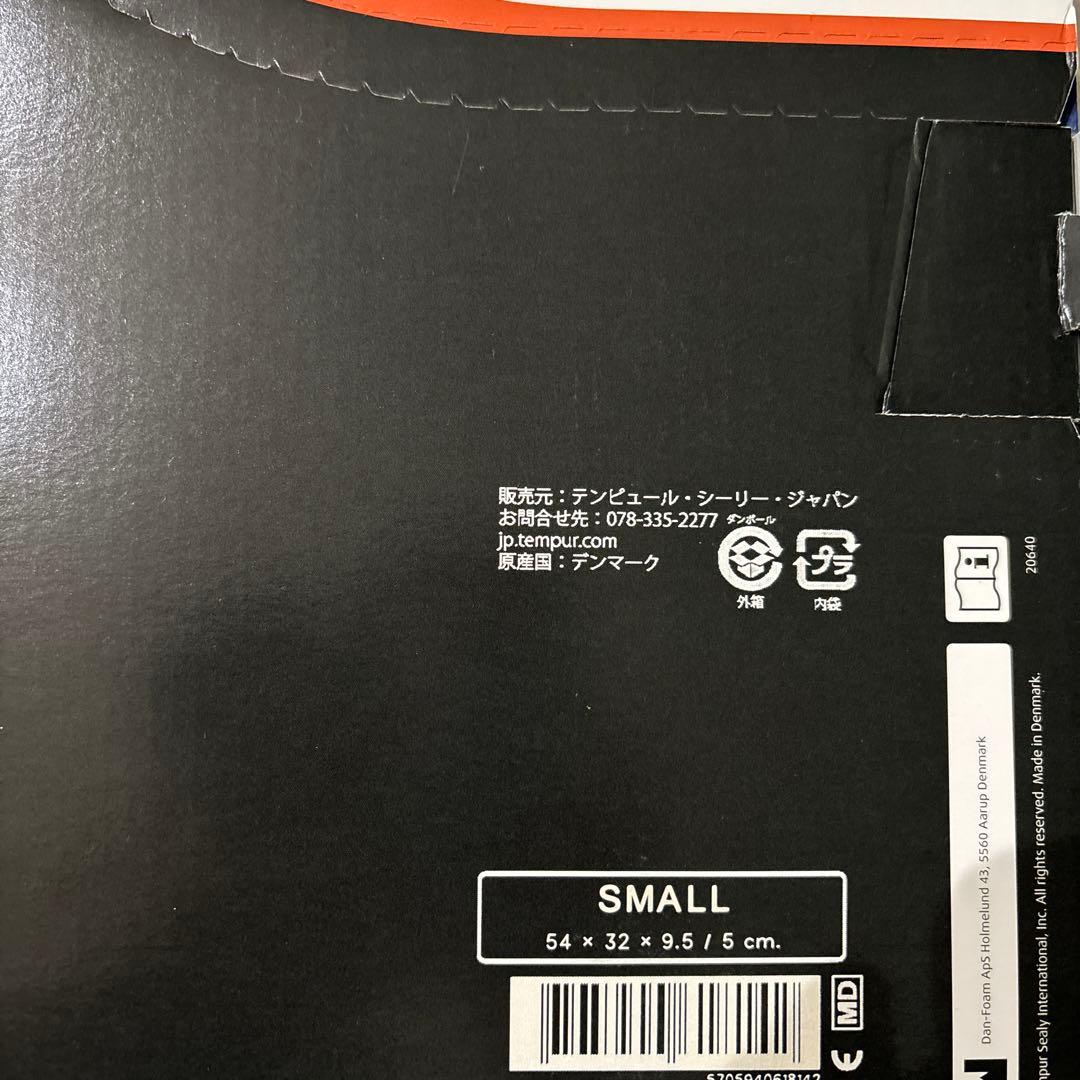 販売元：テンピュール・シーリー・ジャパン
お問合せ先：078-335-2277
jp.tempur.com
原産国：デンマーク
ダンボール
外箱
プラ
内袋
20640
Dan-Foam ApS Holmelund 43, 5560 Aarup Denmark
Sealy International, Inc. All rights reserved. Made in Denmark.
SMALL
54 × 32 × 9.5 / 5 cm.
MD
CE
5705940618142